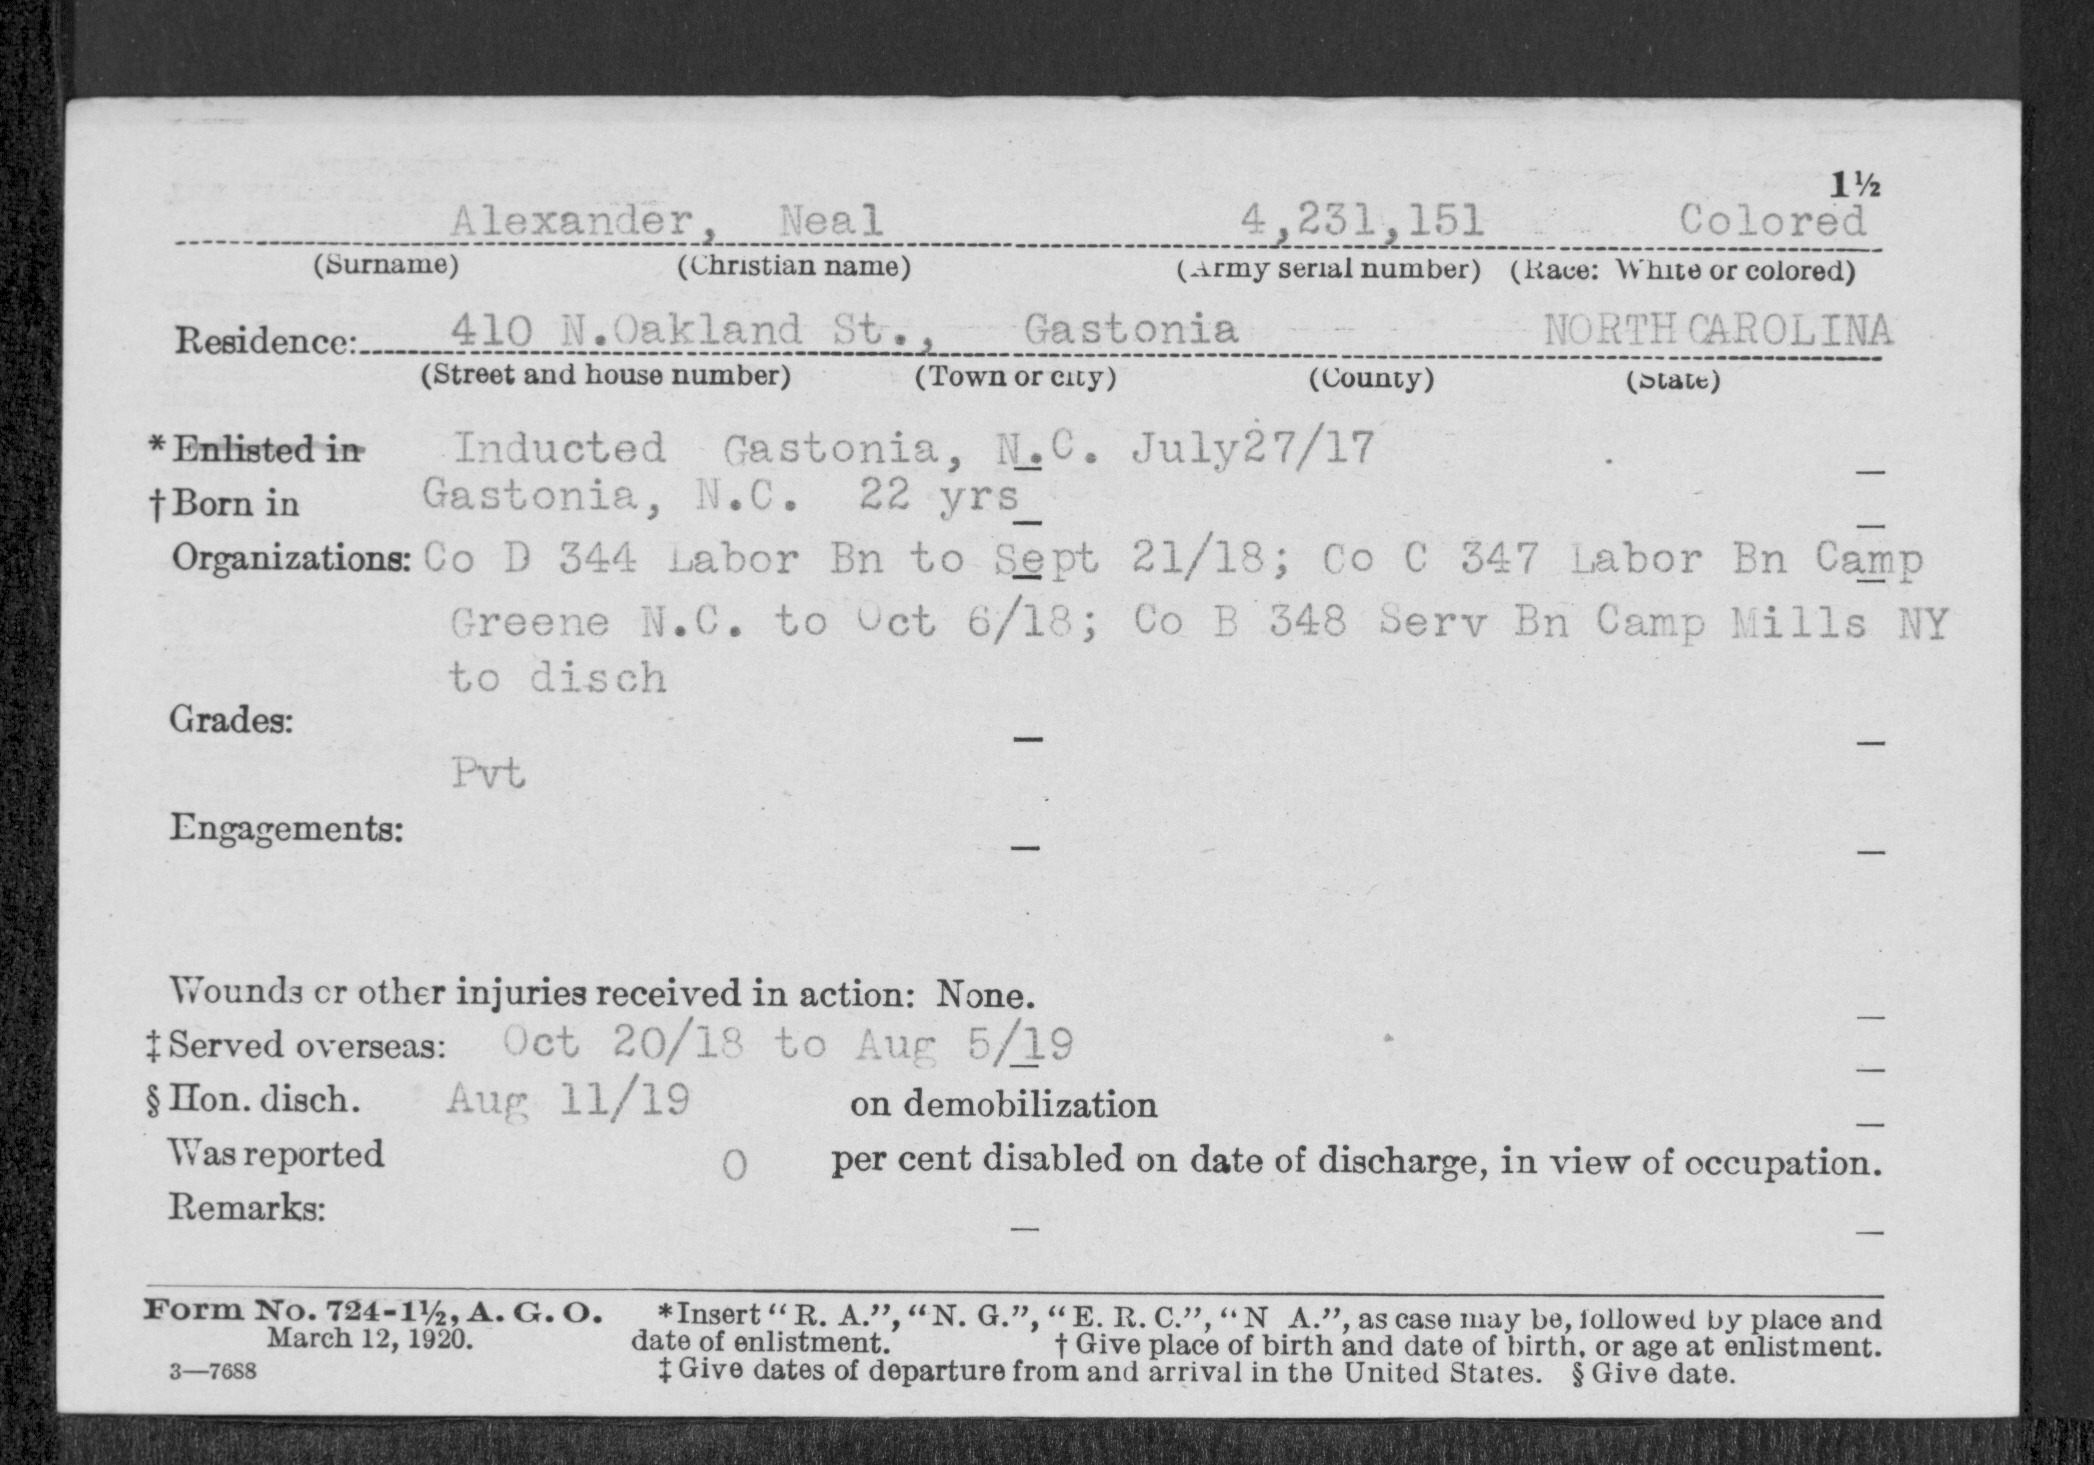 1½
Alexander, Neal 4,231,151 Colored
(Surname) (Christian name) (Army serial number) (Race: White or colored)
Residence: 410 N.Oakland St., Gastonia NORTH CAROLINA
(Street and house number) (Town or city) (County) (State)
* Enlisted in Inducted Gastonia, N.C. July27/17
† Born in Gastonia, N.C. 22 yrs
Organizations: Co D 344 Labor Bn to Sept 21/18; Co C 347 Labor Bn Camp
Greene N.C. to Oct 6/18; Co B 348 Serv Bn Camp Mills NY
to disch
Grades:
Pvt
Engagements:
Wounds or other injuries received in action: None.
‡ Served overseas: Oct 20/18 to Aug 5/19
§ Hon. disch. Aug 11/19 on demobilization
Was reported 0 per cent disabled on date of discharge, in view of occupation.
Remarks:
Form No. 724-1½, A. G. O. *Insert "R. A.", "N. G.", "E. R. C.", "N A.", as case may be, followed by place and
March 12, 1920. date of enlistment. † Give place of birth and date of birth, or age at enlistment.
3—7688 ‡ Give dates of departure from and arrival in the United States. § Give date.